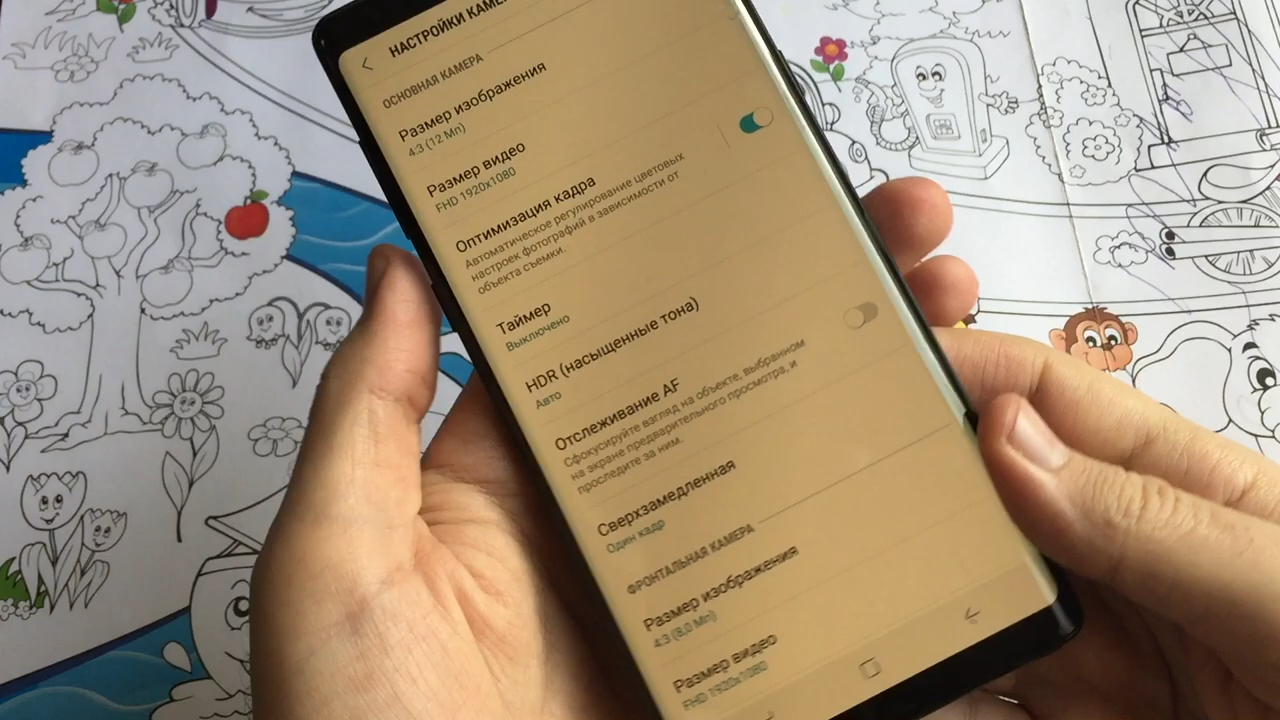 НАСТРОЙКИ КАМЕ
ОСНОВНАЯ КАМЕРА
Размер изображения
4:3 (12 Мп)
Размер видео
FHD 1920x1080
Оптимизация кадра
Автоматическое регулирование цветовых
настроек фотографий в зависимости от
объекта съемки.
Таймер
Выключено
HDR (насыщенные тона)
Авто
Отслеживание AF
Сфокусируйте взгляд на объекте, выбранном
на экране предварительного просмотра, и
проследите за ним.
Сверхзамедленная
Один кадр
ФРОНТАЛЬНАЯ КАМЕРА
Размер изображения
4:3 (8,0 Мп)
Размер видео
FHD 1920x1080